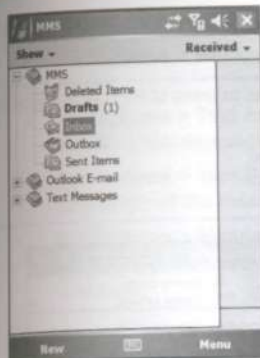 MMS
Show Received
MMS
Deleted Items
Drafts (1)
Inbox
Outbox
Sent Items
Outlook E-mail
Text Messages
New Menu